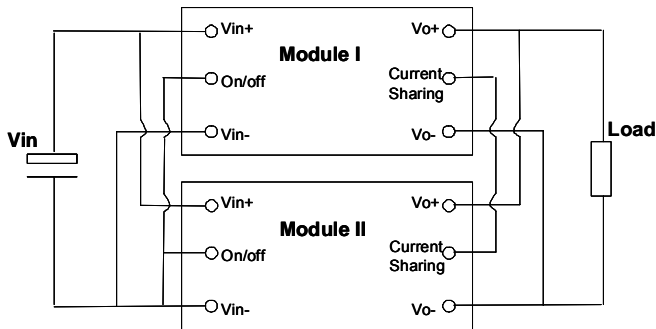 Vin+
Vo+
Module I
On/off
Current
Sharing
Vin-
Vo-
Vin
Load
Vin+
Vo+
Module II
On/off
Current
Sharing
Vin-
Vo-